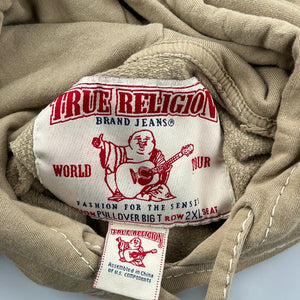 TRUE RELIGION
BRAND JEANS®
WORLD TOUR
FASHION FOR THE SENSES
PULLOVER BIG T ROW 2XL SEAT
TRUE RELIGION
Assembled in China
of U.S. components